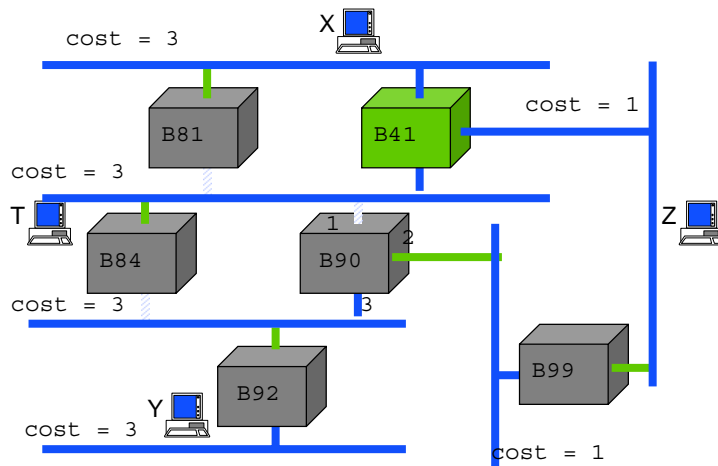 X
cost = 3
B81
B41
cost = 1
cost = 3
T
1
2
Z
B84
B90
cost = 3
3
B92
B99
Y
cost = 3
cost = 1